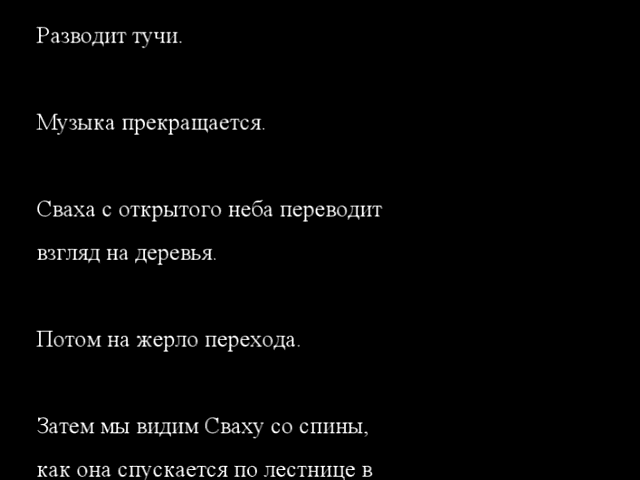 Разводит тучи.
Музыка прекращается.
Сваха с открытого неба переводит
взгляд на деревья.
Потом на жерло перехода.
Затем мы видим Сваху со спины,
как она спускается по лестнице в